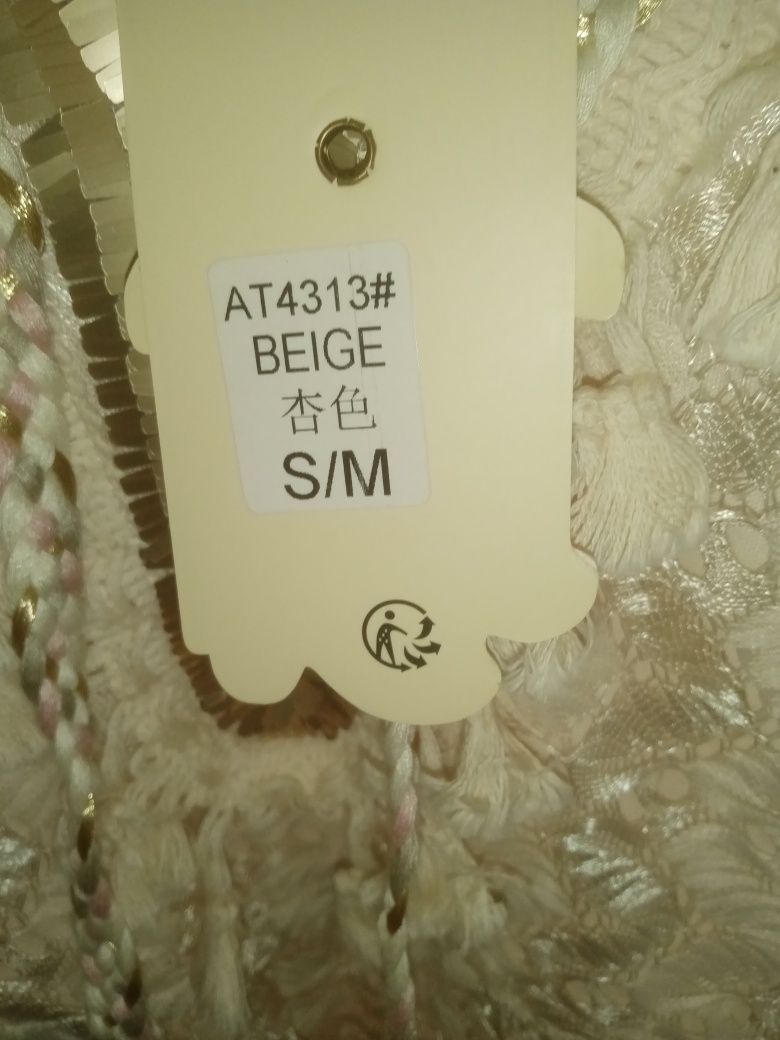 AT4313#
BEIGE
杏色
S/M